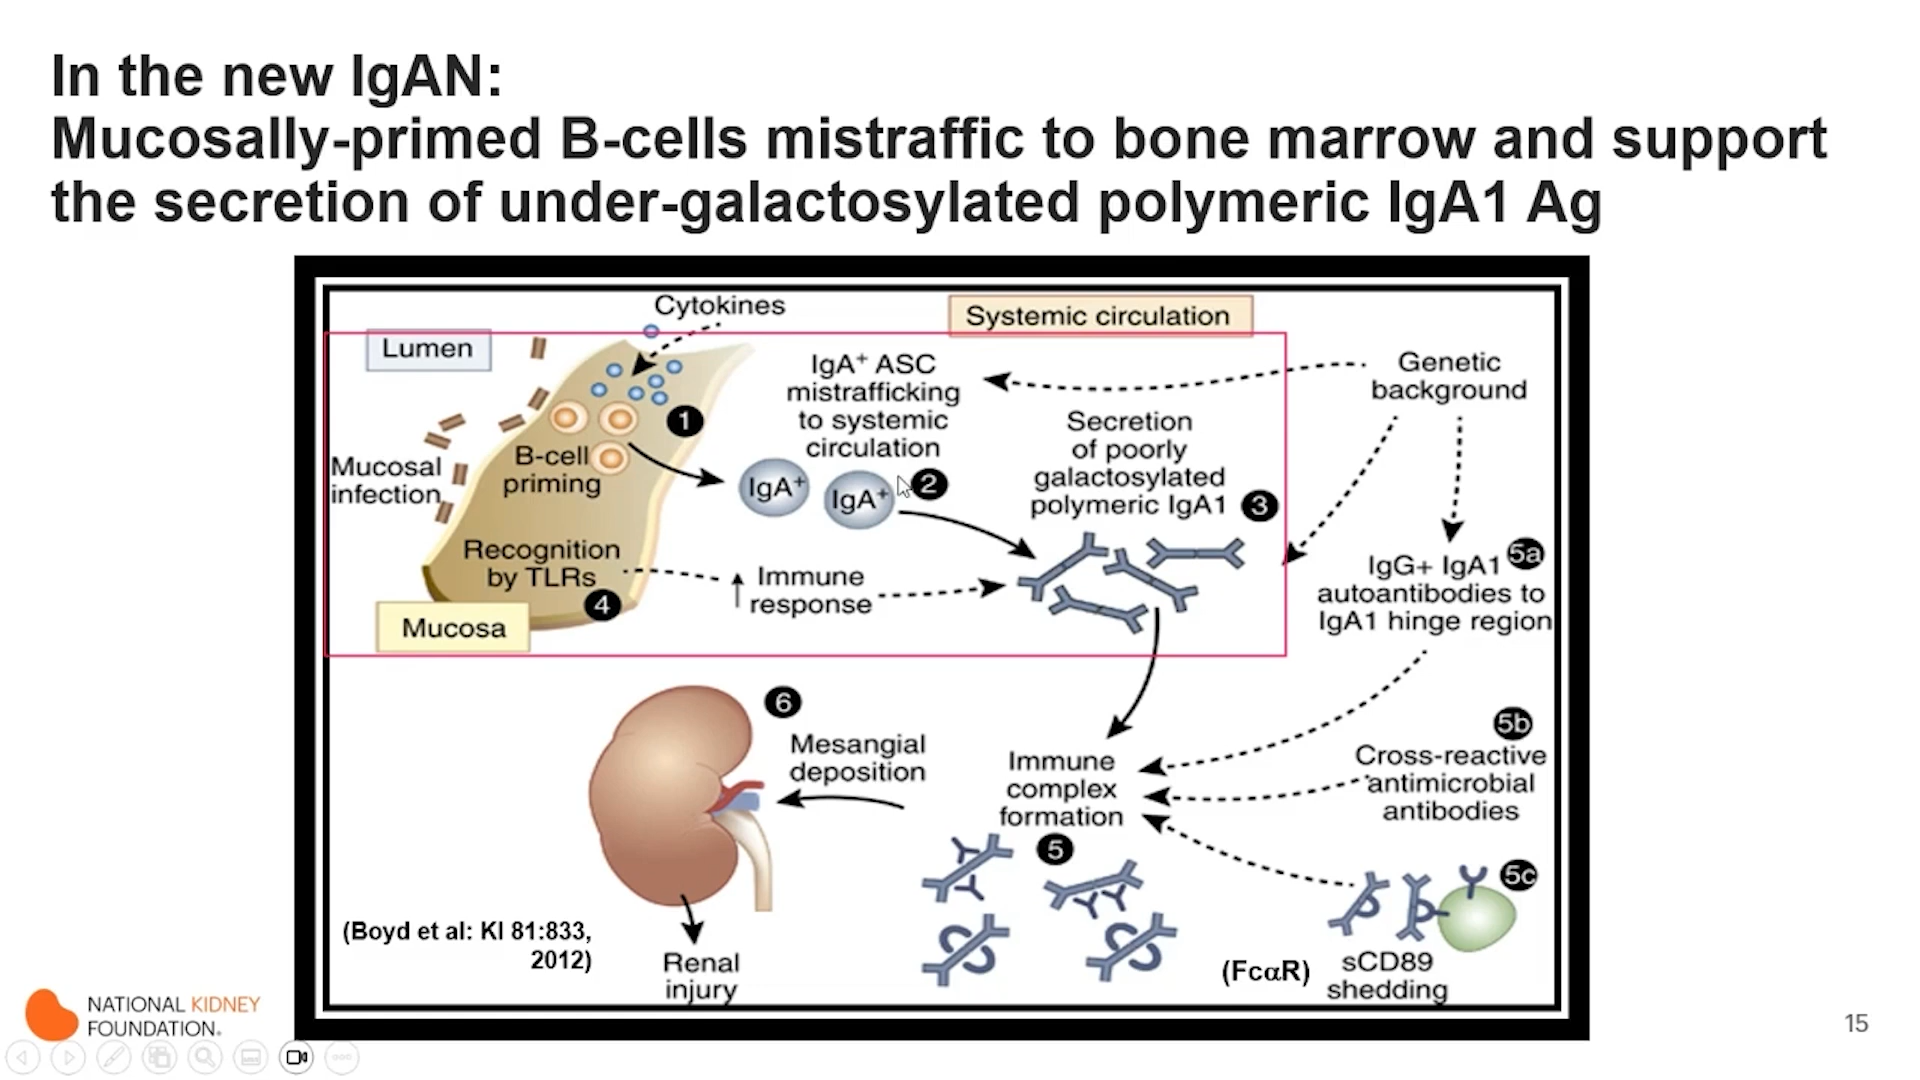 In the new IgAN:
Mucosally-primed B-cells mistraffic to bone marrow and support
the secretion of under-galactosylated polymeric IgA1 Ag
Cytokines
Systemic circulation
Lumen
IgA⁺ ASC
mistrafficking
to systemic
circulation
Genetic
background
1
Secretion
of poorly
galactosylated
polymeric IgA1
3
Mucosal
infection
B-cell
priming
IgA⁺
IgA⁺
2
Recognition
by TLRs
4
↑ Immune
response
IgG+ IgA1
5a
autoantibodies to
IgA1 hinge region
Mucosa
6
Mesangial
deposition
Immune
complex
formation
5
5b
Cross-reactive
antimicrobial
antibodies
5c
(Boyd et al: KI 81:833,
2012)
Renal
injury
(FcαR)
sCD89
shedding
NATIONAL KIDNEY
FOUNDATION®
15